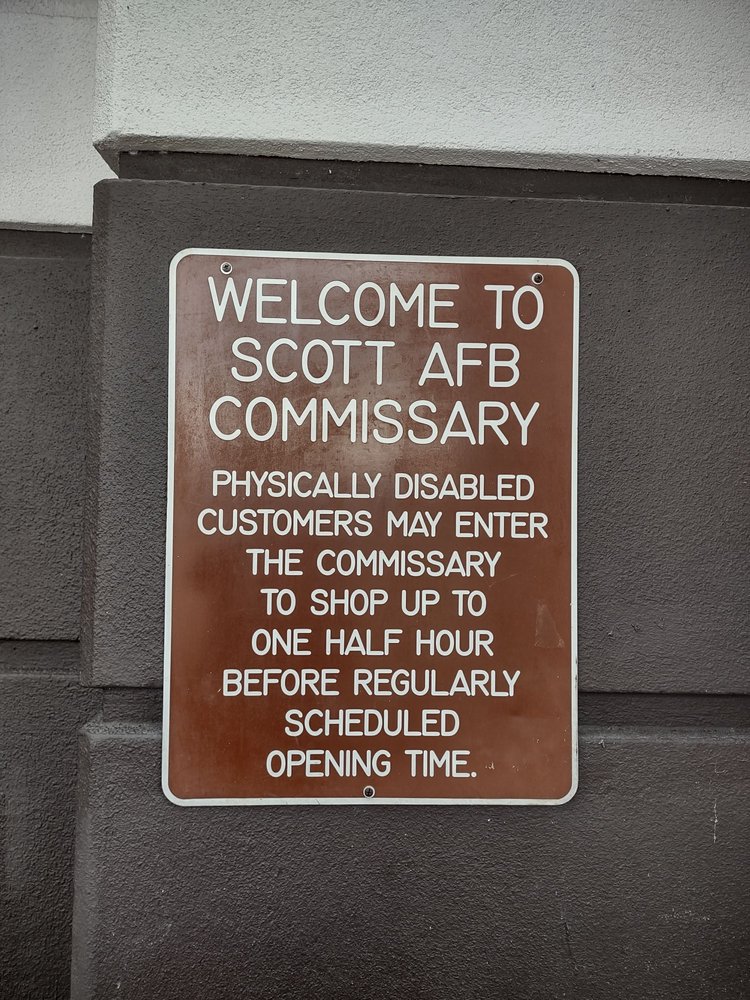 WELCOME TO
SCOTT AFB
COMMISSARY
PHYSICALLY DISABLED
CUSTOMERS MAY ENTER
THE COMMISSARY
TO SHOP UP TO
ONE HALF HOUR
BEFORE REGULARLY
SCHEDULED
OPENING TIME.